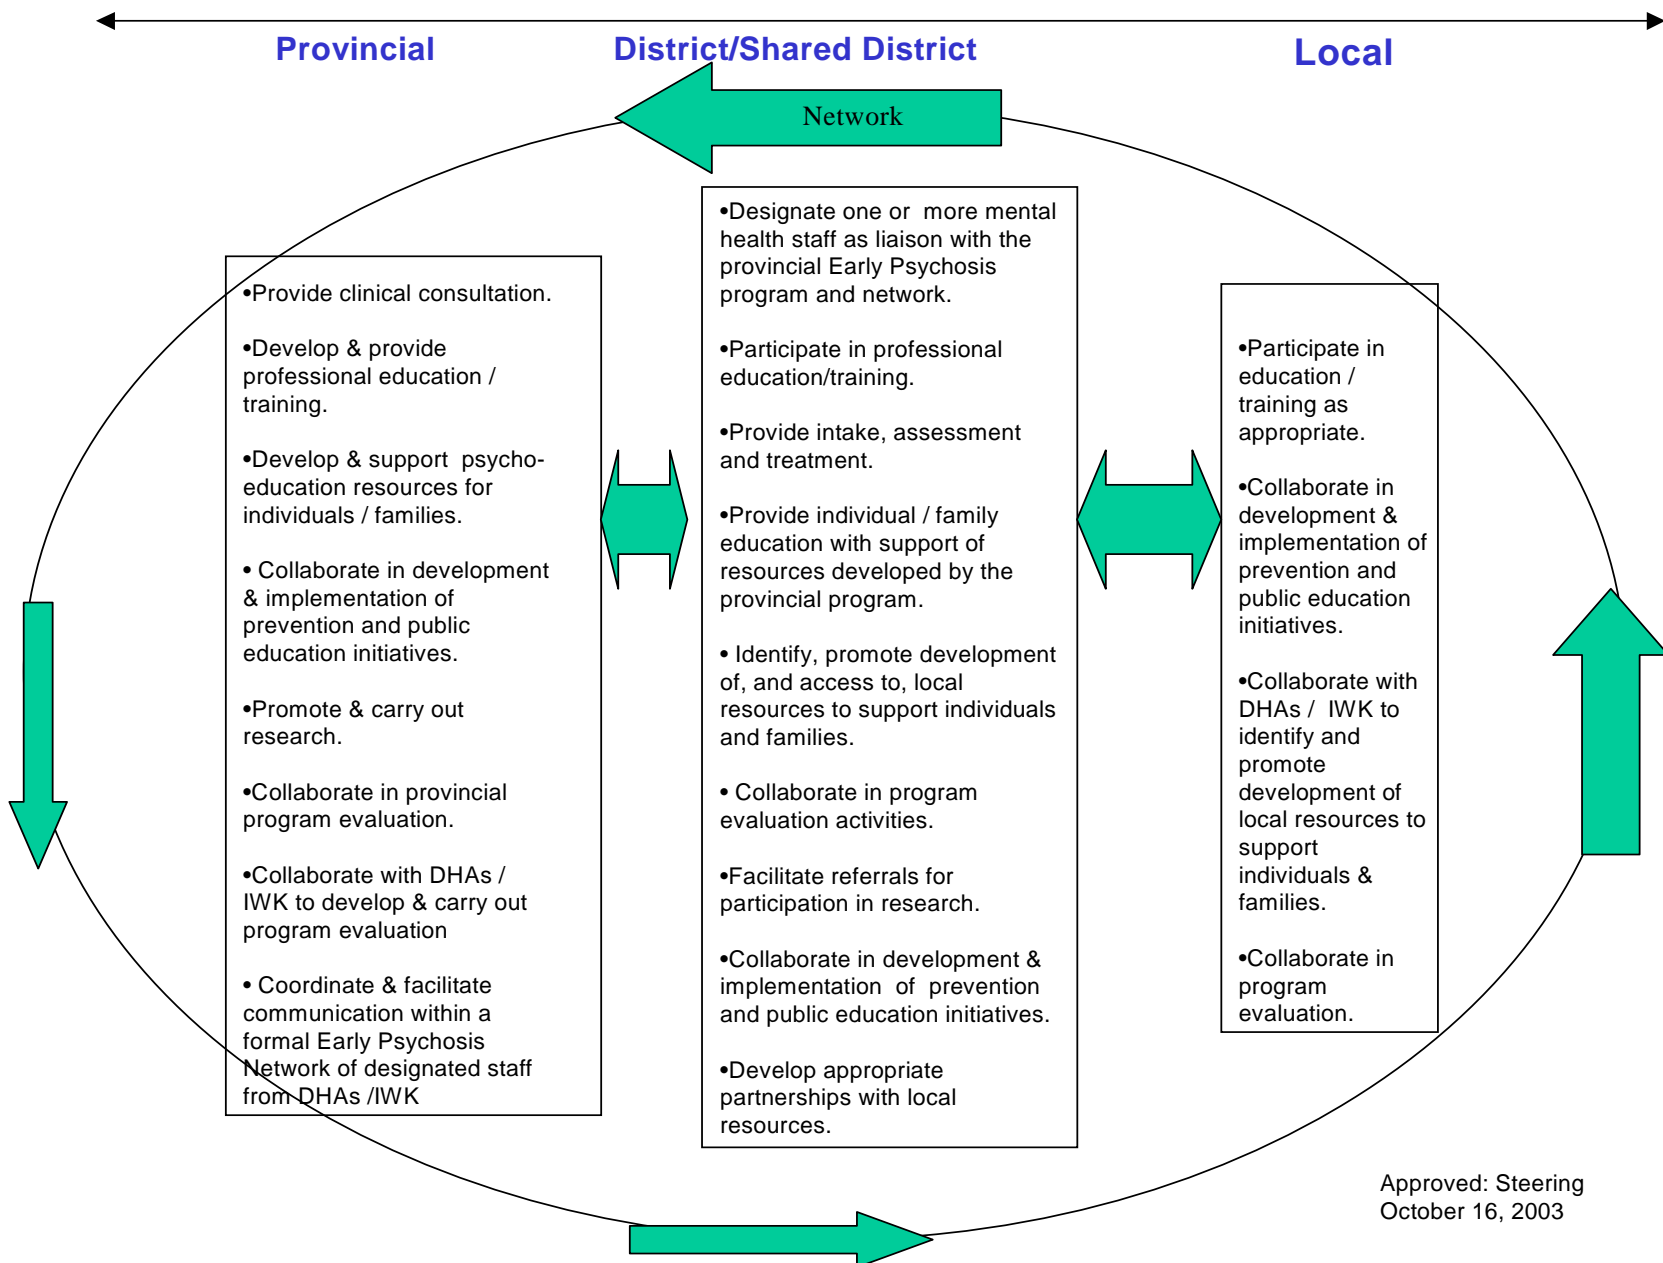 Provincial
District/Shared District
Local
Network
•Provide clinical consultation.
•Develop & provide
professional education /
training.
•Develop & support psycho-
education resources for
individuals / families.
• Collaborate in development
& implementation of
prevention and public
education initiatives.
•Promote & carry out
research.
•Collaborate in provincial
program evaluation.
•Collaborate with DHAs /
IWK to develop & carry out
program evaluation
• Coordinate & facilitate
communication within a
formal Early Psychosis
Network of designated staff
from DHAs /IWK
•Designate one or more mental
health staff as liaison with the
provincial Early Psychosis
program and network.
•Participate in professional
education/training.
•Provide intake, assessment
and treatment.
•Provide individual / family
education with support of
resources developed by the
provincial program.
• Identify, promote development
of, and access to, local
resources to support individuals
and families.
• Collaborate in program
evaluation activities.
•Facilitate referrals for
participation in research.
•Collaborate in development &
implementation of prevention
and public education initiatives.
•Develop appropriate
partnerships with local
resources.
•Participate in
education /
training as
appropriate.
•Collaborate in
development &
implementation of
prevention and
public education
initiatives.
•Collaborate with
DHAs / IWK to
identify and
promote
development of
local resources to
support
individuals &
families.
•Collaborate in
program
evaluation.
Approved: Steering
October 16, 2003